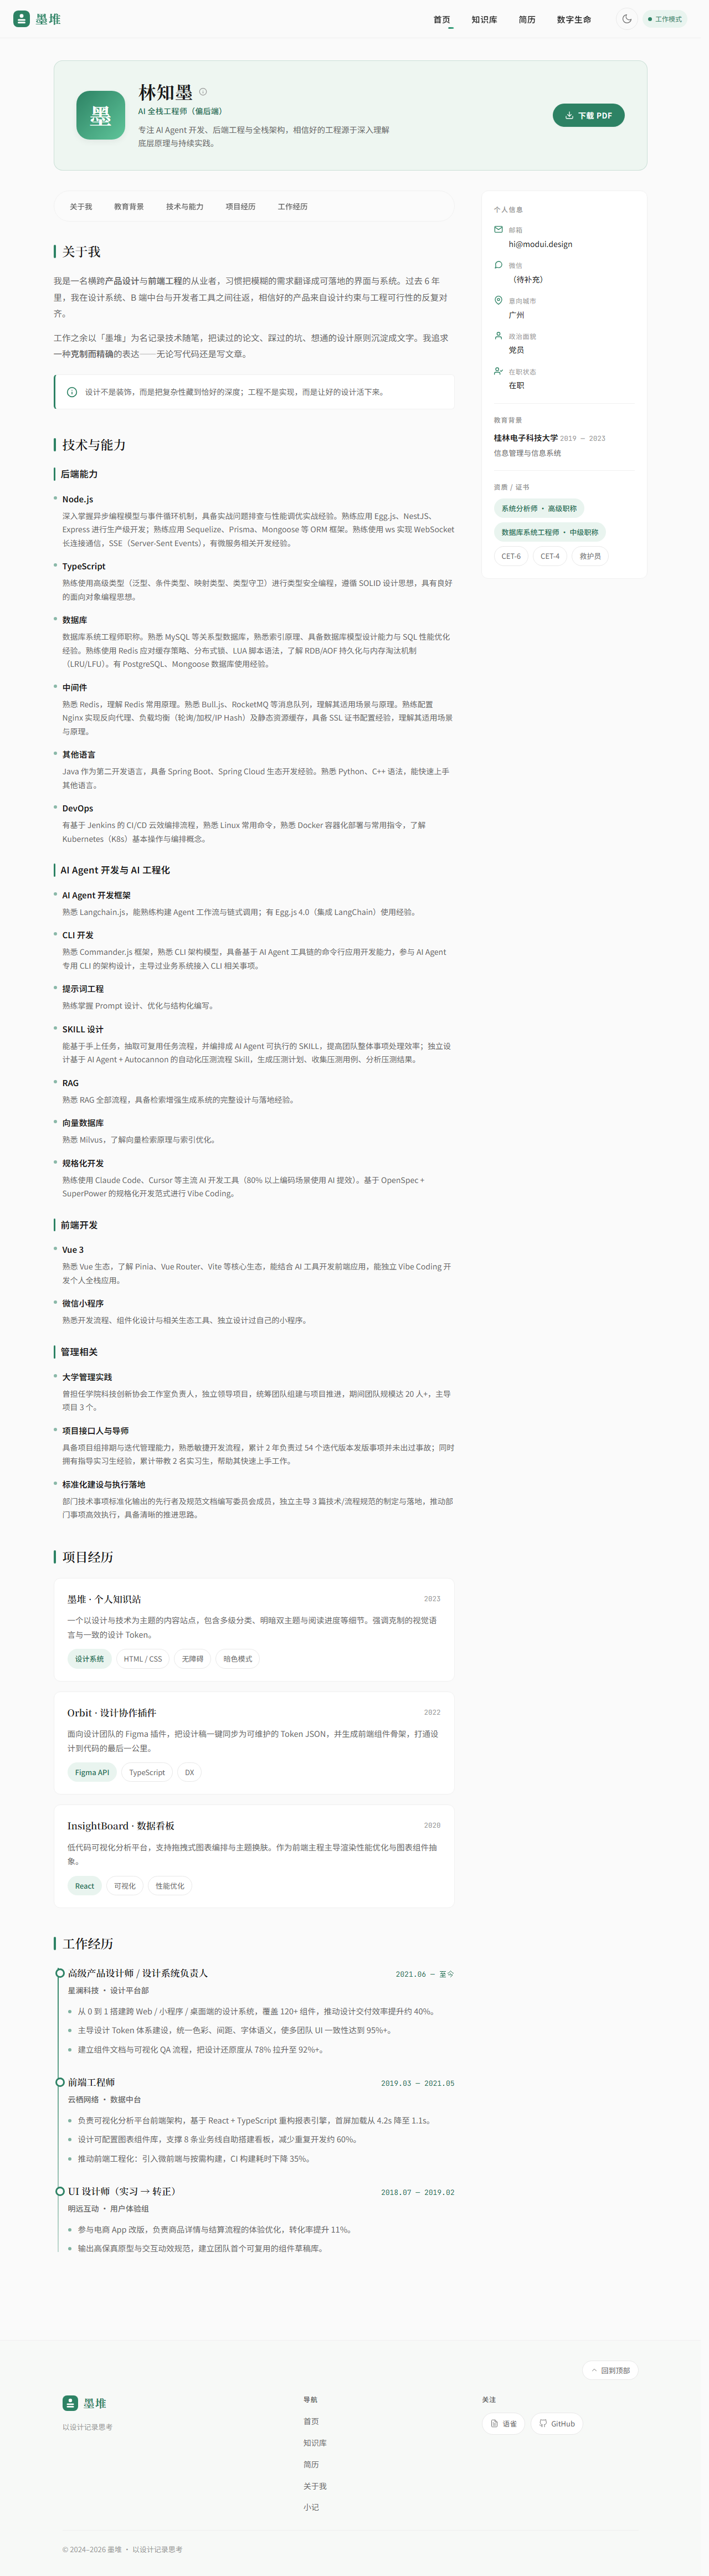 墨堆
首页
知识库
简历
数字生命
工作模式
墨
林知墨
AI 全栈工程师（偏后端）
专注 AI Agent 开发、后端工程与全栈架构，相信好的工程源于深入理解
底层原理与持续实践。
下载 PDF
关于我
教育背景
技术与能力
项目经历
工作经历
关于我
我是一名横跨产品设计与前端工程的从业者，习惯把模糊的需求翻译成可落地的界面与系统。过去 6 年
里，我在设计系统、B 端中台与开发者工具之间往返，相信好的产品来自设计约束与工程可行性的反复对
齐。
工作之余以「墨堆」为名记录技术随笔，把读过的论文、踩过的坑、想通的设计原则沉淀成文字。我追求
一种克制而精确的表达 ——无论写代码还是写文章。
设计不是装饰，而是把复杂性藏到恰好的深度；工程不是实现，而是让好的设计活下来。
技术与能力
后端能力
Node.js
深入掌握异步编程模型与事件循环机制，具备实战问题排查与性能调优实战经验。熟练应用 Egg.js、NestJS、
Express 进行生产级开发；熟练应用 Sequelize、Prisma、Mongoose 等 ORM 框架。熟练使用 ws 实现 WebSocket
长连接通信，SSE（Server-Sent Events），有微服务相关开发经验。
TypeScript
熟练使用高级类型（泛型、条件类型、映射类型、类型守卫）进行类型安全编程，遵循 SOLID 设计思想，具有良好
的面向对象编程思想。
数据库
数据库系统工程师职称。熟悉 MySQL 等关系型数据库，熟悉索引原理、具备数据库模型设计能力与 SQL 性能优化
经验。熟练使用 Redis 应对缓存策略、分布式锁、LUA 脚本语法，了解 RDB/AOF 持久化与内存淘汰机制
（LRU/LFU）。有 PostgreSQL、Mongoose 数据库使用经验。
中间件
熟悉 Redis，理解 Redis 常用原理。熟悉 Bull.js、RocketMQ 等消息队列，理解其适用场景与原理。熟练配置
Nginx 实现反向代理、负载均衡（轮询/加权/IP Hash）及静态资源缓存，具备 SSL 证书配置经验，理解其适用场景
与原理。
其他语言
Java 作为第二开发语言，具备 Spring Boot、Spring Cloud 生态开发经验。熟悉 Python、C++ 语法，能快速上手
其他语言。
DevOps
有基于 Jenkins 的 CI/CD 云效编排流程，熟悉 Linux 常用命令，熟悉 Docker 容器化部署与常用指令，了解
Kubernetes（K8s）基本操作与编排概念。
AI Agent 开发与 AI 工程化
AI Agent 开发框架
熟悉 Langchain.js，能熟练构建 Agent 工作流与链式调用；有 Egg.js 4.0（集成 LangChain）使用经验。
CLI 开发
熟悉 Commander.js 框架，熟悉 CLI 架构模型，具备基于 AI Agent 工具链的命令行应用开发能力，参与 AI Agent
专用 CLI 的架构设计，主导过业务系统接入 CLI 相关事项。
提示词工程
熟练掌握 Prompt 设计、优化与结构化编写。
SKILL 设计
能基于手上任务，抽取可复用任务流程，并编排成 AI Agent 可执行的 SKILL，提高团队整体事项处理效率；独立设
计基于 AI Agent + Autocannon 的自动化压测流程 Skill，生成压测计划、收集压测用例、分析压测结果。
RAG
熟悉 RAG 全部流程，具备检索增强生成系统的完整设计与落地经验。
向量数据库
熟悉 Milvus，了解向量检索原理与索引优化。
规格化开发
熟练使用 Claude Code、Cursor 等主流 AI 开发工具（80% 以上编码场景使用 AI 提效）。基于 OpenSpec +
SuperPower 的规格化开发范式进行 Vibe Coding。
前端开发
Vue 3
熟悉 Vue 生态，了解 Pinia、Vue Router、Vite 等核心生态，能结合 AI 工具开发前端应用，能独立 Vibe Coding 开
发个人全栈应用。
微信小程序
熟悉开发流程、组件化设计与相关生态工具、独立设计过自己的小程序。
管理相关
大学管理实践
曾担任学院科技创新协会工作室负责人，独立领导项目，统筹团队组建与项目推进，期间团队规模达 20 人+，主导
项目 3 个。
项目接口人与导师
具备项目组排期与迭代管理能力，熟悉敏捷开发流程，累计 2 年负责过 54 个迭代版本发版事项并未出过事故；同时
拥有指导实习生经验，累计带教 2 名实习生，帮助其快速上手工作。
标准化建设与执行落地
部门技术事项标准化输出的先行者及规范文档编写委员会成员，独立主导 3 篇技术/流程规范的制定与落地，推动部
门事项高效执行，具备清晰的推进思路。
项目经历
墨堆 · 个人知识站
2023
一个以设计与技术为主题的内容站点，包含多级分类、明暗双主题与阅读进度等细节。强调克制的视觉语
言与一致的设计 Token。
设计系统
HTML / CSS
无障碍
暗色模式
Orbit · 设计协作插件
2022
面向设计团队的 Figma 插件，把设计稿一键同步为可维护的 Token JSON，并生成前端组件骨架，打通设
计到代码的最后一公里。
Figma API
TypeScript
DX
InsightBoard · 数据看板
2020
低代码可视化分析平台，支持拖拽式图表编排与主题换肤。作为前端主程主导渲染性能优化与图表组件抽
象。
React
可视化
性能优化
工作经历
高级产品设计师 / 设计系统负责人
2021.06 — 至今
星澜科技 · 设计平台部
从 0 到 1 搭建跨 Web / 小程序 / 桌面端的设计系统，覆盖 120+ 组件，推动设计交付效率提升约 40%。
主导设计 Token 体系建设，统一色彩、间距、字体语义，使多团队 UI 一致性达到 95%+。
建立组件文档与可视化 QA 流程，把设计还原度从 78% 拉升至 92%+。
前端工程师
2019.03 — 2021.05
云栖网络 · 数据中台
负责可视化分析平台前端架构，基于 React + TypeScript 重构报表引擎，首屏加载从 4.2s 降至 1.1s。
设计可配置图表组件库，支撑 8 条业务线自助搭建看板，减少重复开发约 60%。
推动前端工程化：引入微前端与按需构建，CI 构建耗时下降 35%。
UI 设计师（实习 → 转正）
2018.07 — 2019.02
明远互动 · 用户体验组
参与电商 App 改版，负责商品详情与结算流程的体验优化，转化率提升 11%。
输出高保真原型与交互动效规范，建立团队首个可复用的组件草稿库。
个人信息
邮箱
hi@modui.design
微信
（待补充）
意向城市
广州
政治面貌
党员
在职状态
在职
教育背景
桂林电子科技大学 2019 — 2023
信息管理与信息系统
资质 / 证书
系统分析师 · 高级职称
数据库系统工程师 · 中级职称
CET-6
CET-4
救护员
回到顶部
墨堆
以设计记录思考
导航
首页
知识库
简历
关于我
小记
关注
语雀
GitHub
© 2024–2026 墨堆 · 以设计记录思考